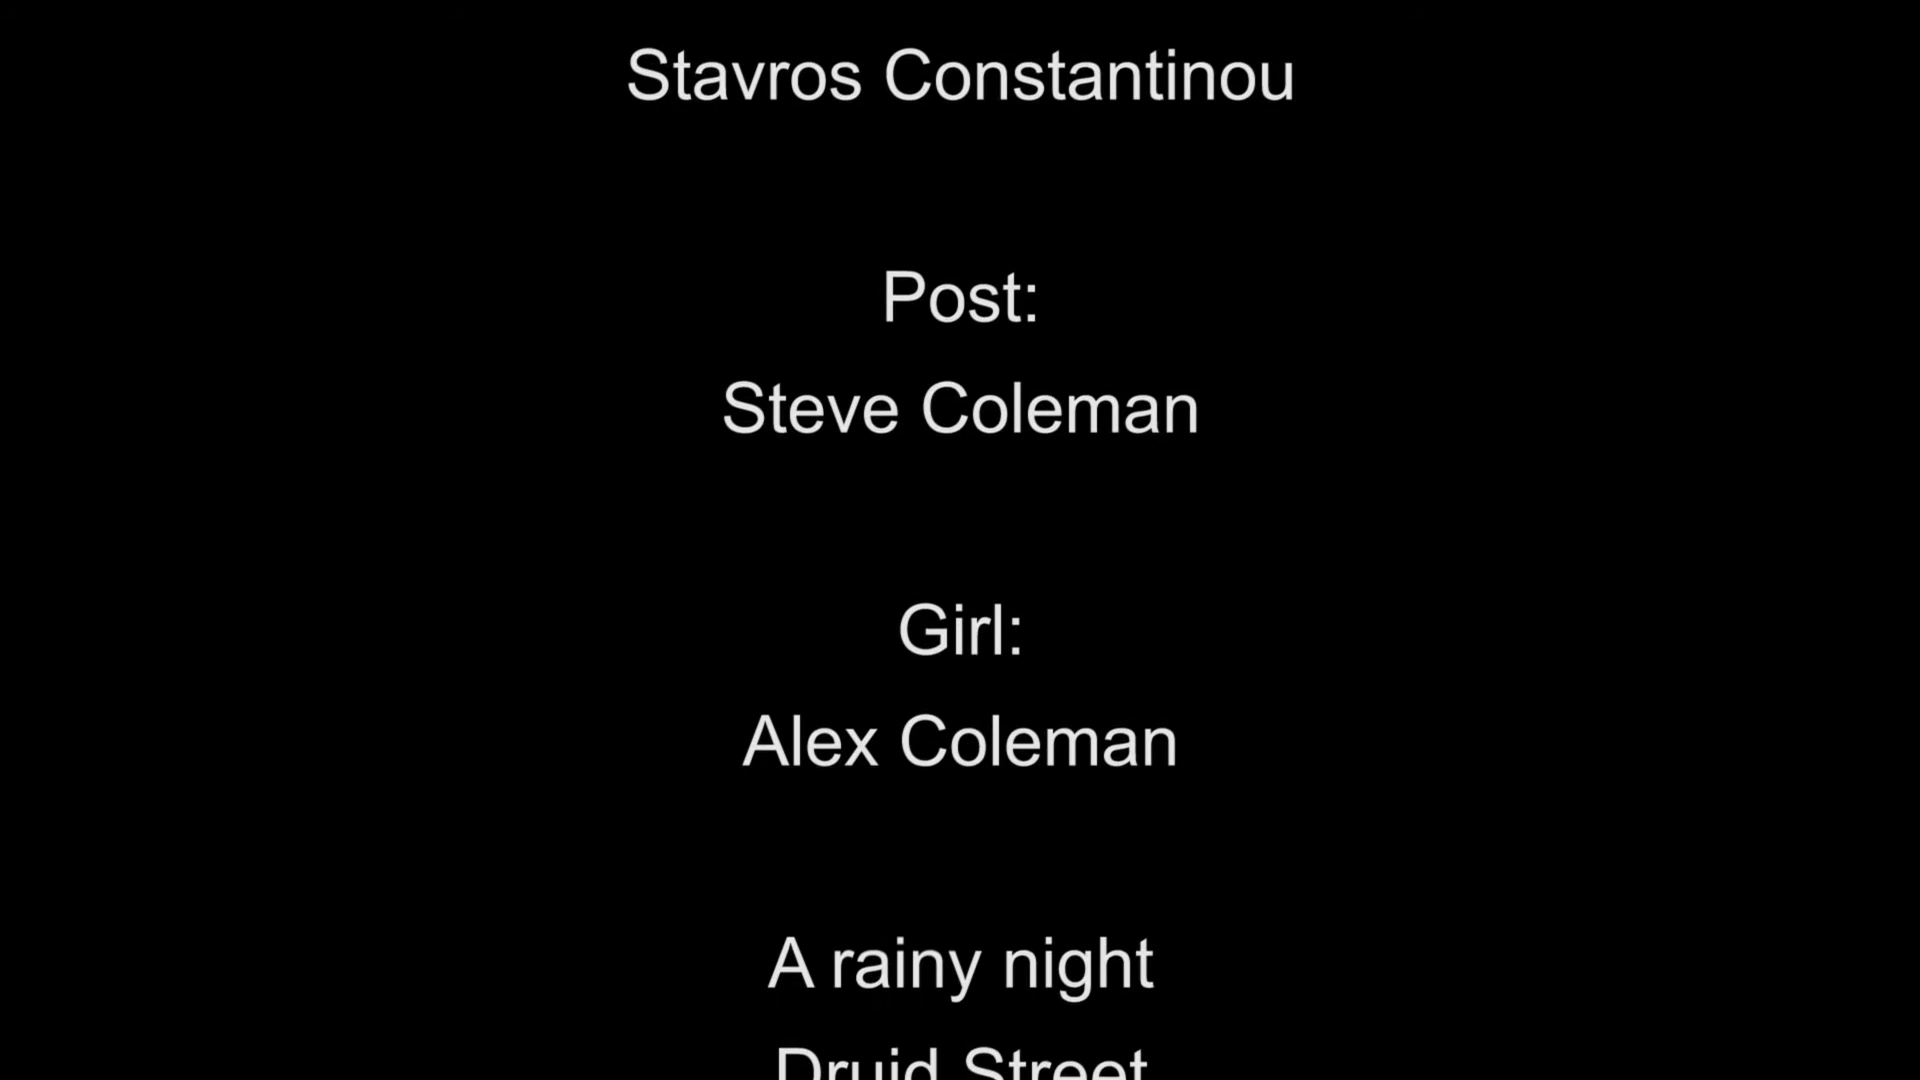 Stavros Constantinou
Post:
Steve Coleman
Girl:
Alex Coleman
A rainy night
Druid Street